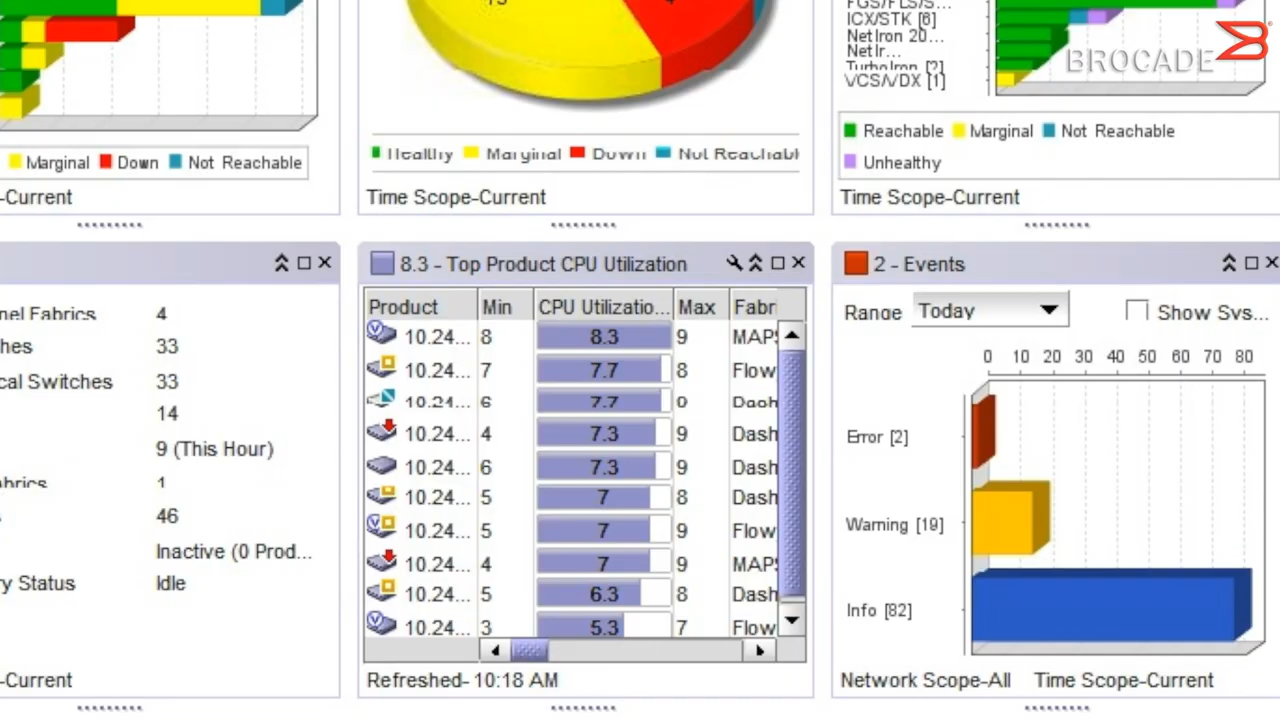 13
4
FGS/FLS/S...
ICX/STK [6]
NetIron 20...
NetIr...
TurboIron [2]
VCS/VDX [1]
BROCADE
Marginal Down Not Reachable
Healthy Marginal Down Not Reachabl
Reachable Marginal Not Reachable
Unhealthy
-Current
Time Scope-Current
Time Scope-Current
8.3 - Top Product CPU Utilization
2 - Events
nel Fabrics 4
hes 33
cal Switches 33
14
9 (This Hour)
abrics 1
s 46
Inactive (0 Prod...
ry Status Idle
-Current
Product Min CPU Utilizatio... Max Fabri
10.24... 8 8.3 9 MAPS
10.24... 7 7.7 8 Flow
10.24... 6 7.7 9 Dash
10.24... 4 7.3 9 Dash
10.24... 6 7.3 9 Dash
10.24... 5 7 8 Dash
10.24... 5 7 9 Flow
10.24... 4 7 9 MAPS
10.24... 5 6.3 8 Dash
10.24... 3 5.3 7 Flow
Refreshed- 10:18 AM
Range Today Show Sys...
0 10 20 30 40 50 60 70 80
Error [2]
Warning [19]
Info [82]
Network Scope-All Time Scope-Current